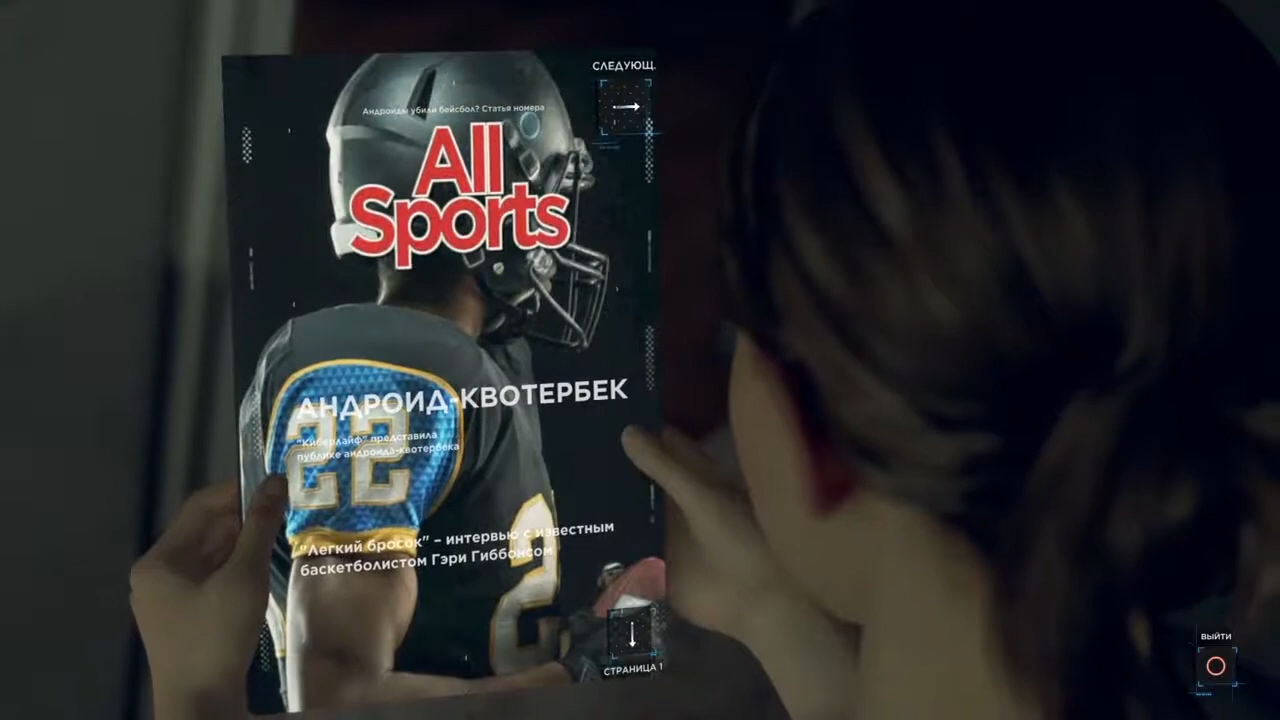 СЛЕДУЮЩ.
Андроиды убили бейсбол? Статья номера
All
Sports
АНДРОИД-КВОТЕРБЕК
22
"Киберлайф" представила
публике андроида-квотербека
"Легкий бросок" – интервью с известным
баскетболистом Гэри Гиббонсом
2
СТРАНИЦА 1
ВЫЙТИ